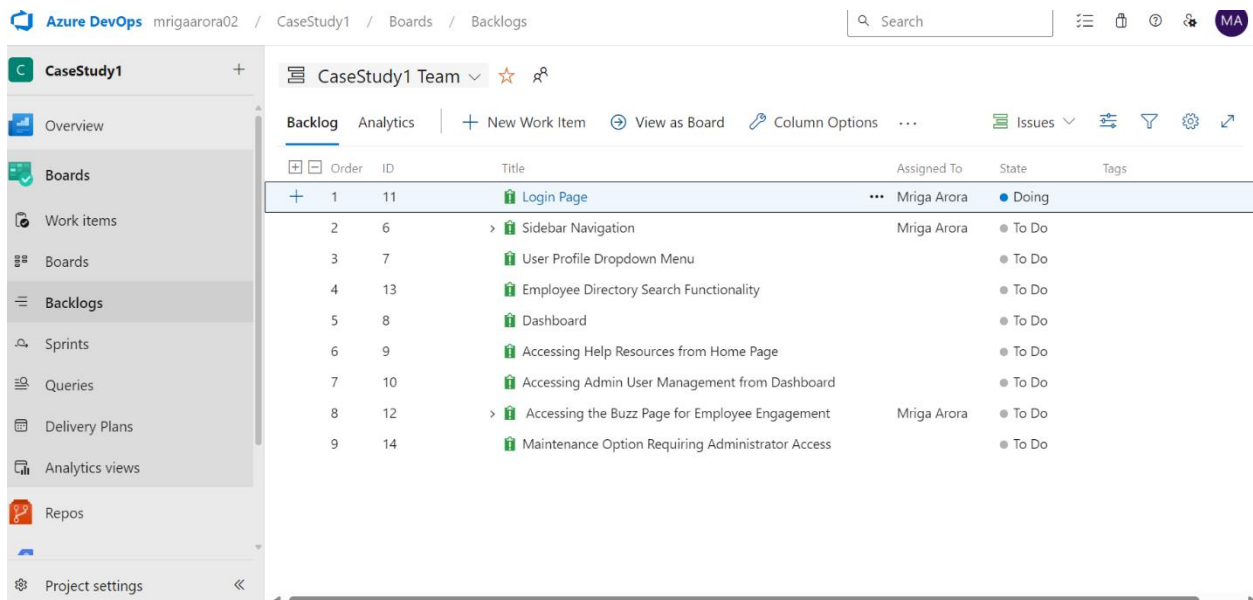 Azure DevOps mrigaarora02 / CaseStudy1 / Boards / Backlogs Search MA
C CaseStudy1 +
CaseStudy1 Team
Overview
Backlog Analytics + New Work Item View as Board Column Options ... Issues
Boards
Order ID Title Assigned To State Tags
Work items
+ 1 11 Login Page ... Mriga Arora Doing
2 6 > Sidebar Navigation Mriga Arora To Do
Boards
3 7 User Profile Dropdown Menu To Do
4 13 Employee Directory Search Functionality To Do
Backlogs
5 8 Dashboard To Do
Sprints
6 9 Accessing Help Resources from Home Page To Do
Queries
7 10 Accessing Admin User Management from Dashboard To Do
8 12 > Accessing the Buzz Page for Employee Engagement Mriga Arora To Do
Delivery Plans
9 14 Maintenance Option Requiring Administrator Access To Do
Analytics views
Repos
Project settings «